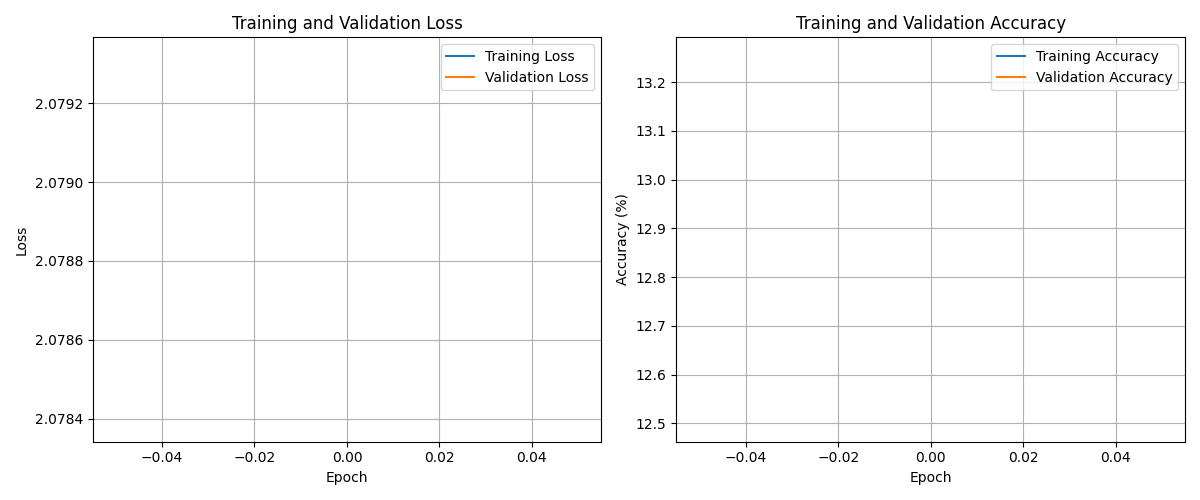 Training and Validation Loss
Training Loss
Validation Loss
2.0792
2.0790
2.0788
2.0786
2.0784
Loss
−0.04 −0.02 0.00 0.02 0.04
Epoch
Training and Validation Accuracy
Training Accuracy
Validation Accuracy
13.2
13.1
13.0
12.9
12.8
12.7
12.6
12.5
Accuracy (%)
−0.04 −0.02 0.00 0.02 0.04
Epoch